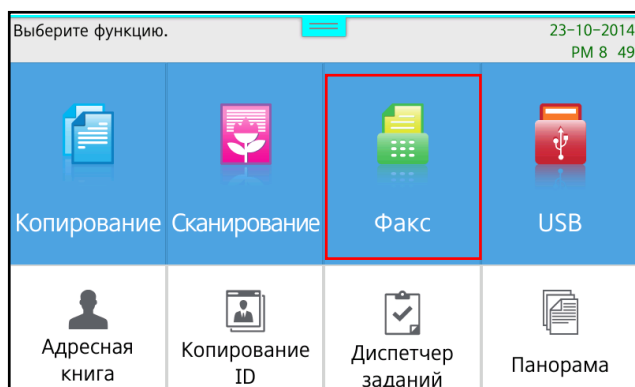 Выберите функцию.
23-10-2014
PM 8 49
Копирование Сканирование Факс USB
Адресная книга
Копирование ID
Диспетчер заданий
Панорама